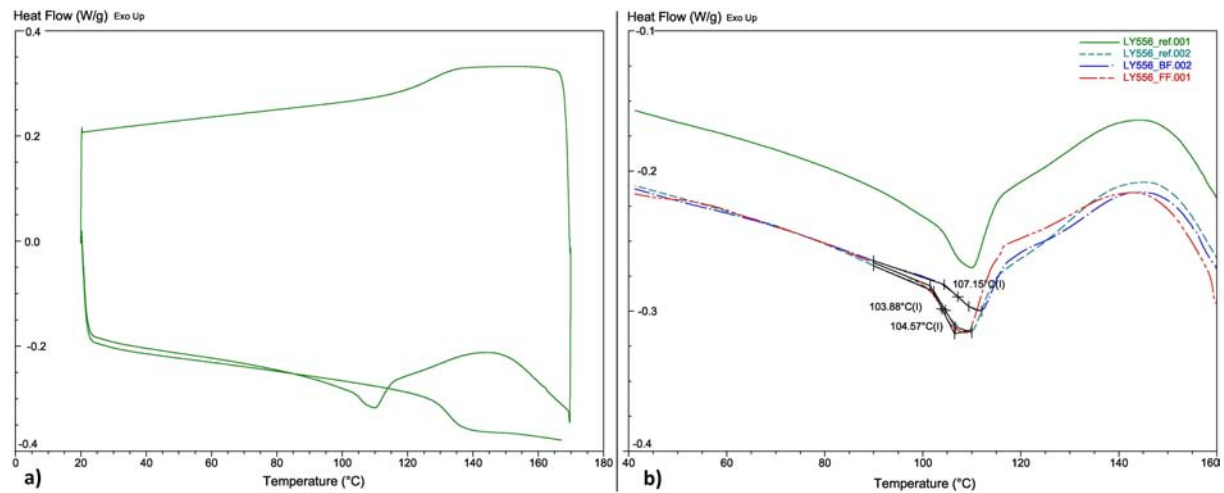 Heat Flow (W/g) Exo Up
0.4
0.2
0.0
-0.2
-0.4
0 20 40 60 80 100 120 140 160 180
Temperature (°C)
a)
Heat Flow (W/g) Exo Up
-0.1
-0.2
-0.3
-0.4
LY556_ref.001
LY556_ref.002
LY556_BF.002
LY556_FF.001
107.15°C(I)
103.88°C(I)
104.57°C(I)
40 60 80 100 120 140 160
Temperature (°C)
b)